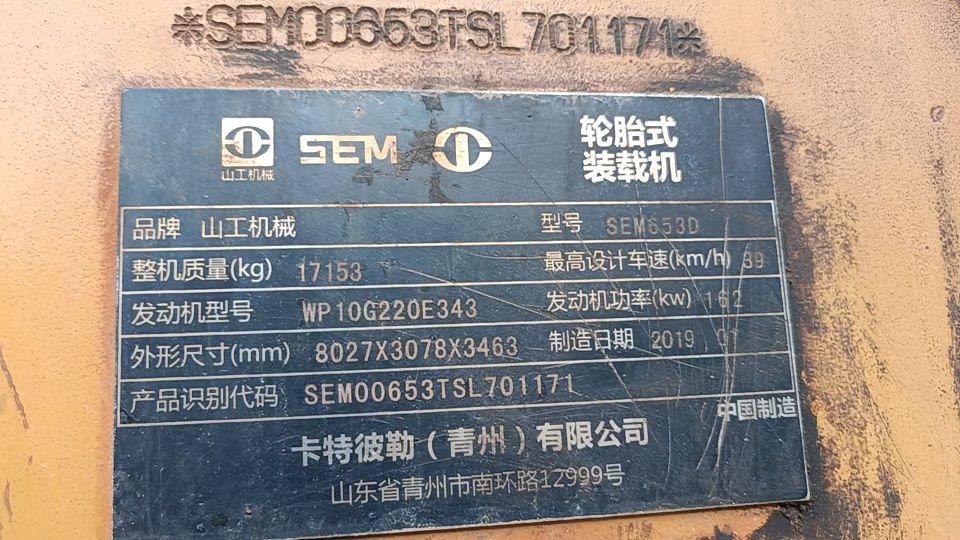 *SEM00653TSL701171*
山工机械
SEM
轮胎式
装载机
品牌 山工机械 型号 SEM653D
整机质量(kg) 17153 最高设计车速(km/h) 39
发动机型号 WP10G220E343 发动机功率(kw) 162
外形尺寸(mm) 8027X3078X3463 制造日期 2019
产品识别代码 SEM00653TSL701171
中国制造
卡特彼勒(青州)有限公司
山东省青州市南环路12999号